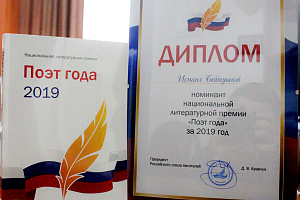 Национальная литературная премия
Поэт года
2019
ДИПЛОМ
номинант
национальной
литературной премии
«Поэт года»
за 2019 год
Президент
Российского союза писателей
Д. В. Кравчук